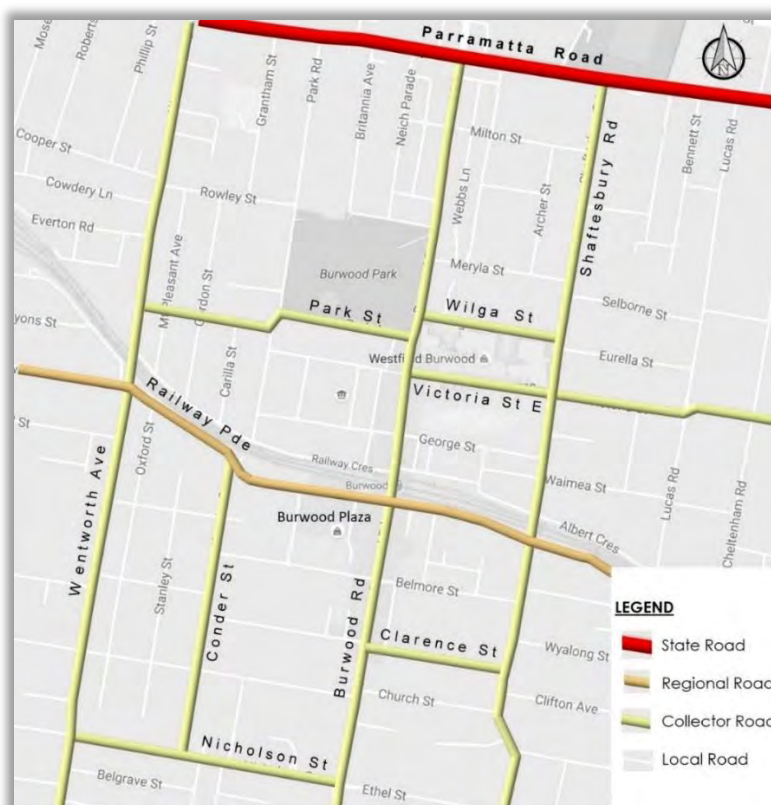 Parramatta Road
N
Roberts
Phillip St
Grantham St
Park Rd
Britannia Ave
Neich Parade
Milton St
Bennett St
Lucas Rd
Cooper St
Cowdery Ln
Everton Rd
Rowley St
Webbs Ln
Archer St
Shaftesbury Rd
Burwood Park
Meryla St
Gordon St
Park St
Wilga St
Selborne St
yons St
Carilla St
Westfield Burwood
Eurella St
Railway Pde
Victoria St E
Oxford St
George St
Railway Cres
Burwood
Waimea St
Lucas Rd
Cheltenham Rd
Albert Cres
Burwood Plaza
Wentworth Ave
Stanley St
Conder St
Burwood Rd
Belmore St
Clarence St
Wyalong St
Church St
Clifton Ave
Nicholson St
Belgrave St
Ethel St
LEGEND
State Road
Regional Road
Collector Road
Local Road